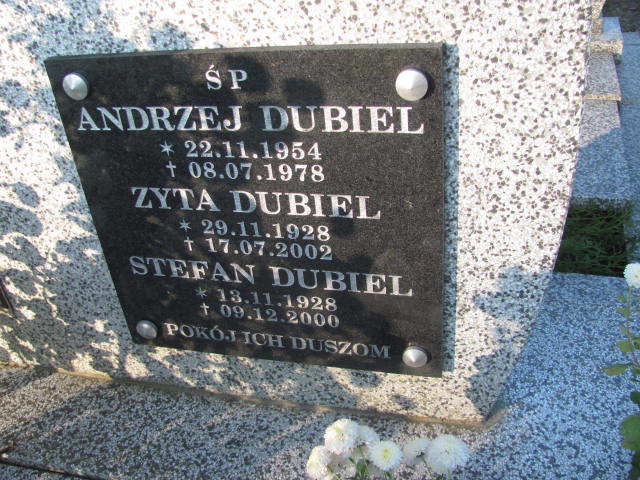 ŚP
ANDRZEJ DUBIEL
* 22.11.1954
† 08.07.1978
ZYTA DUBIEL
* 29.11.1928
† 17.07.2002
STEFAN DUBIEL
* 13.11.1928
† 09.12.2000
POKÓJ ICH DUSZOM